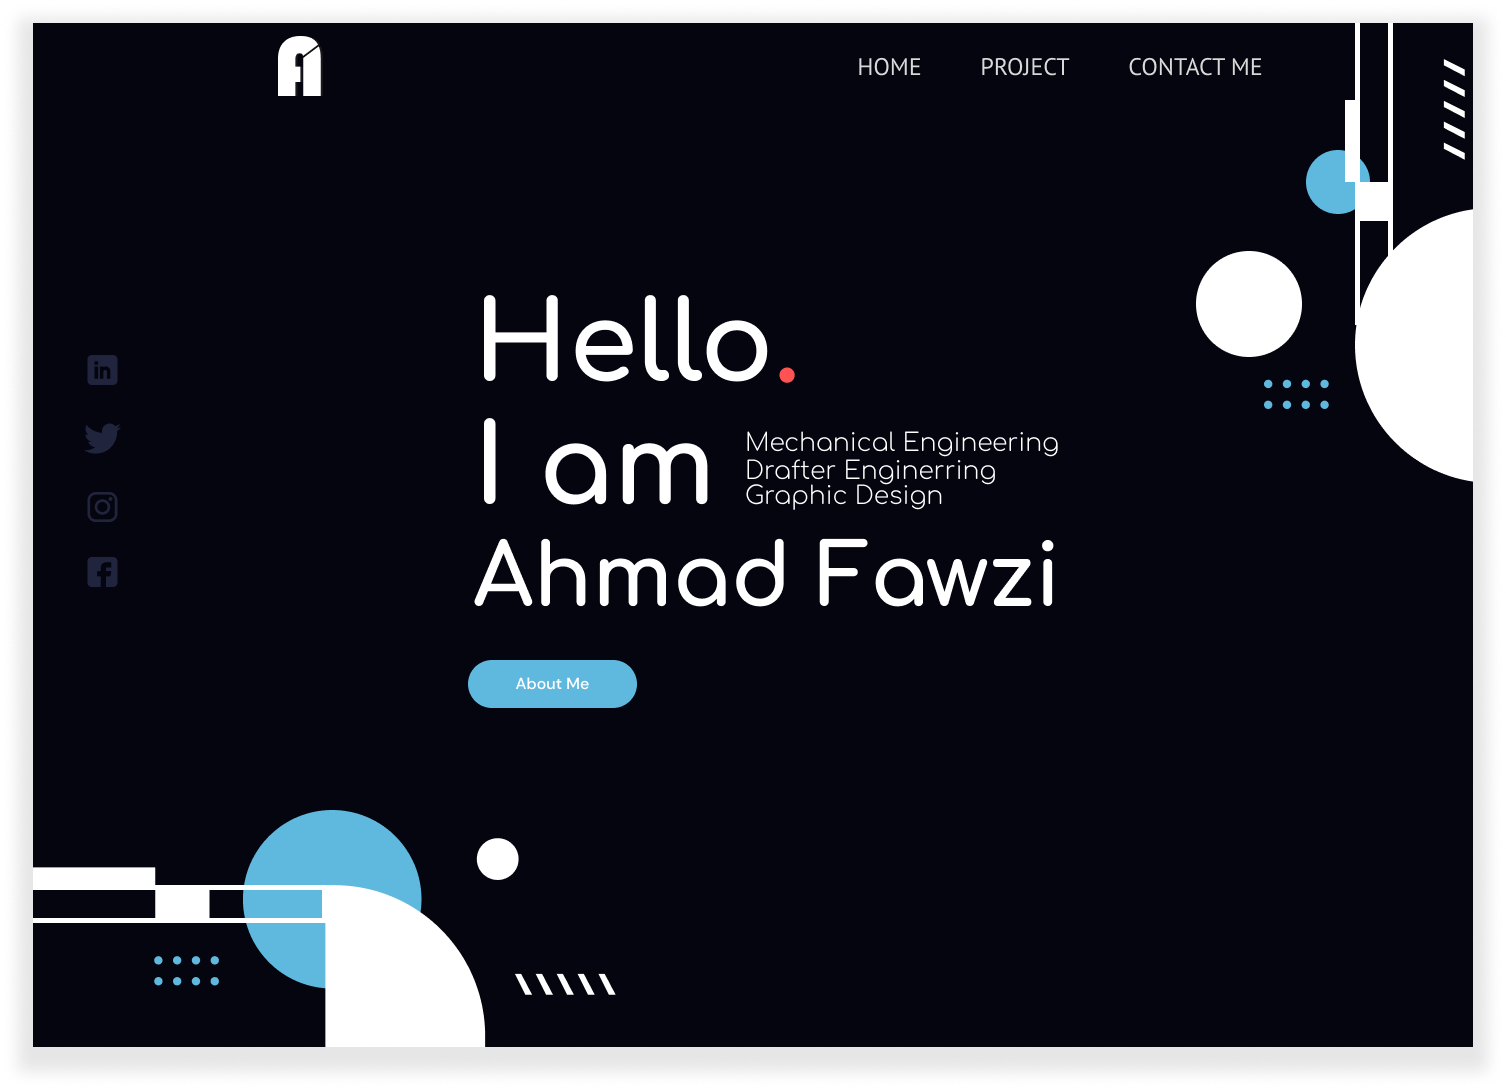 HOME PROJECT CONTACT ME
Hello.
I am
Mechanical Engineering
Drafter Enginerring
Graphic Design
Ahmad Fawzi
About Me